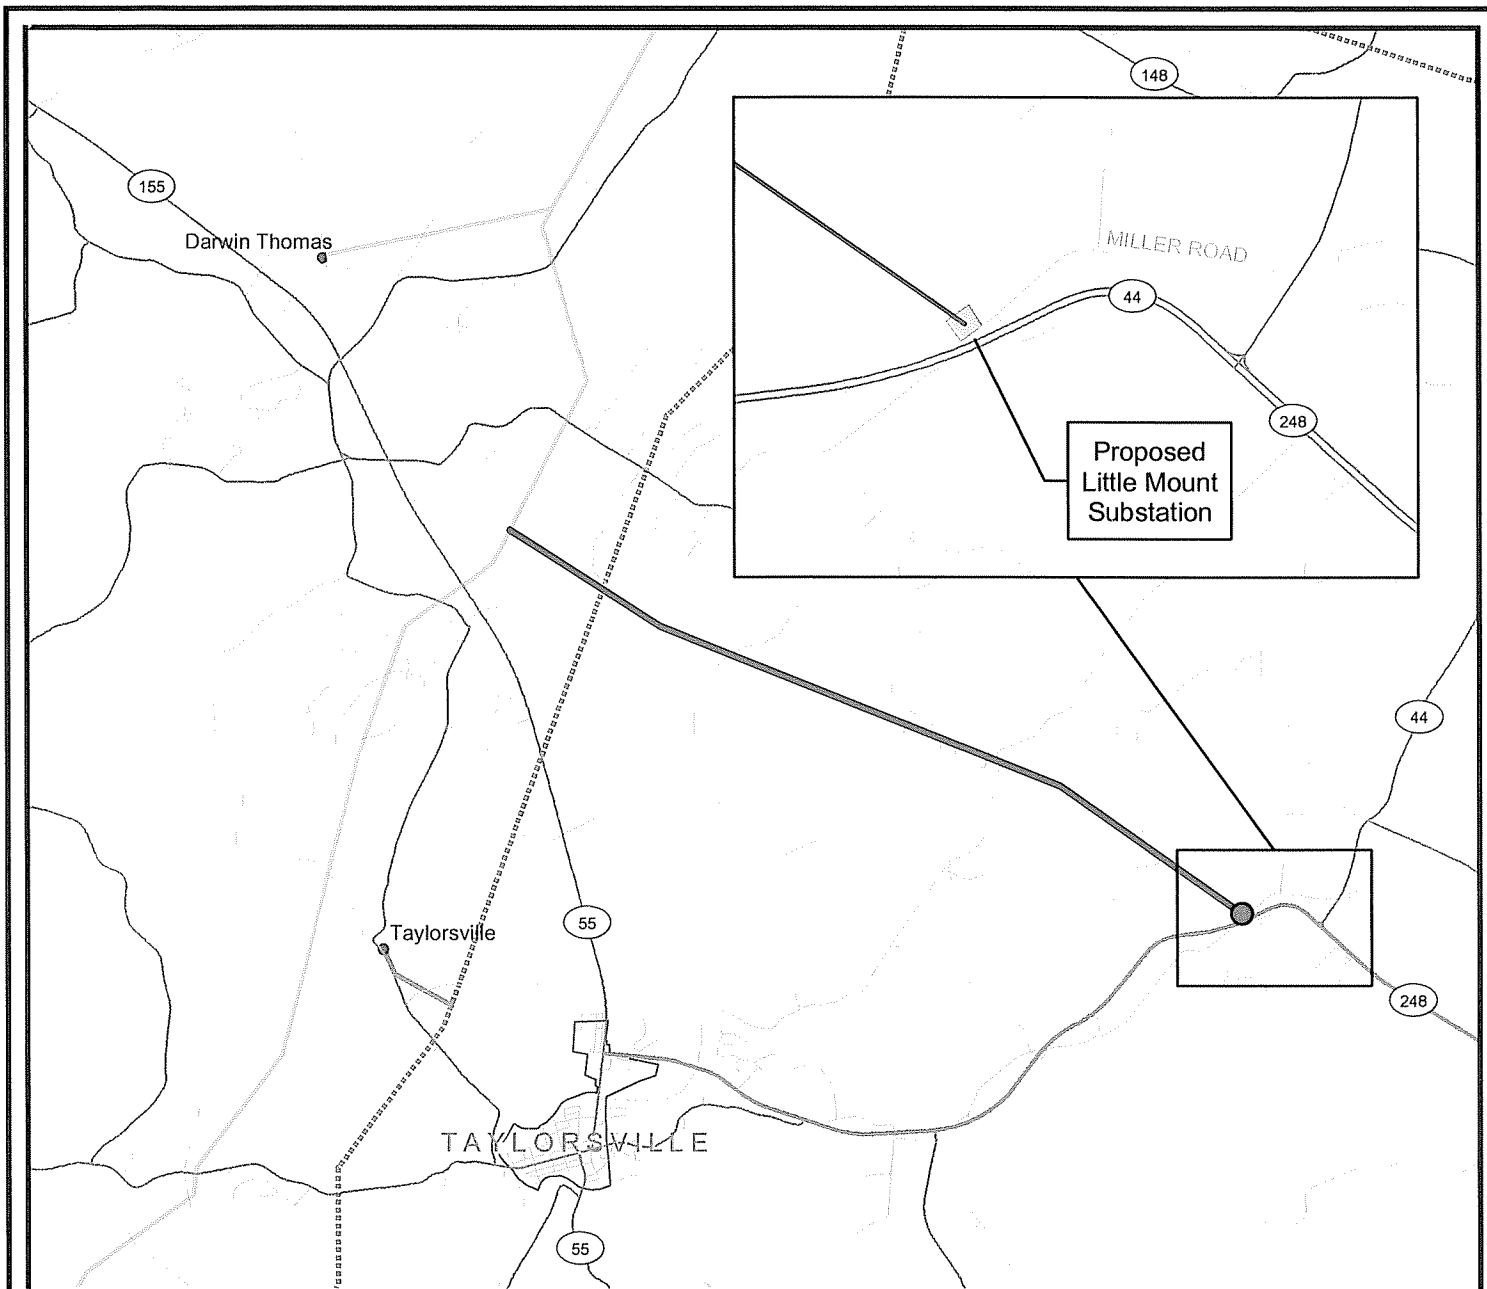 148
155
Darwin Thomas
MILLER ROAD
44
248
Proposed
Little Mount
Substation
44
55
Taylorsville
248
TAYLORSVILLE
55